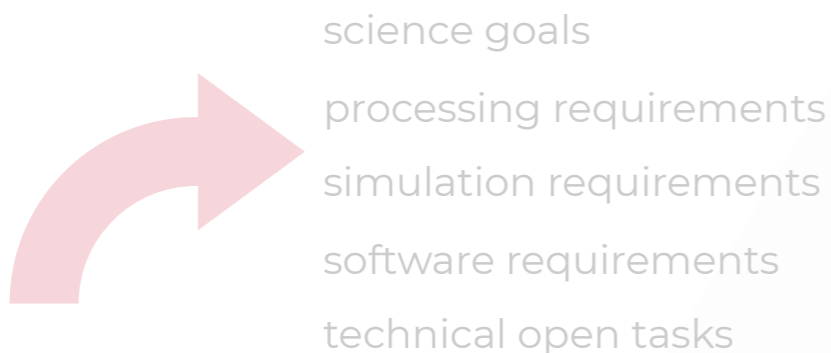 science goals
processing requirements
simulation requirements
software requirements
technical open tasks